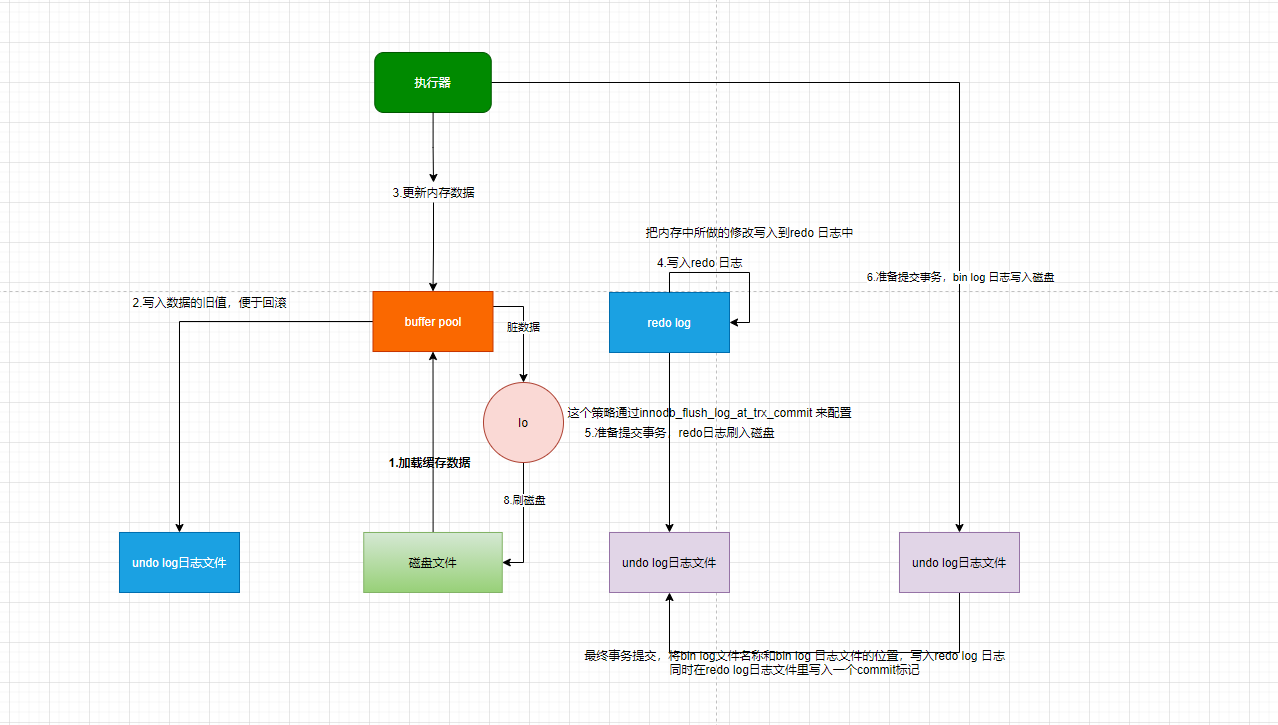 执行器
3.更新内存数据
把内存中所做的修改写入到redo 日志中
4.写入redo 日志
6.准备提交事务，bin log 日志写入磁盘
2.写入数据的旧值，便于回滚
buffer pool
脏数据
redo log
Io
这个策略通过innodb_flush_log_at_trx_commit 来配置
5.准备提交事务，redo日志刷入磁盘
1.加载缓存数据
8.刷磁盘
undo log日志文件
磁盘文件
undo log日志文件
undo log日志文件
最终事务提交，将bin log文件名称和bin log 日志文件的位置，写入redo log 日志
同时在redo log日志文件里写入一个commit标记